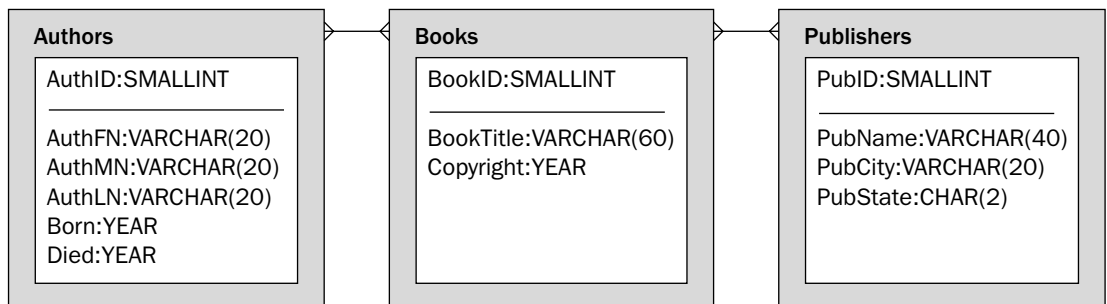 Authors
AuthID:SMALLINT
AuthFN:VARCHAR(20)
AuthMN:VARCHAR(20)
AuthLN:VARCHAR(20)
Born:YEAR
Died:YEAR
Books
BookID:SMALLINT
BookTitle:VARCHAR(60)
Copyright:YEAR
Publishers
PubID:SMALLINT
PubName:VARCHAR(40)
PubCity:VARCHAR(20)
PubState:CHAR(2)